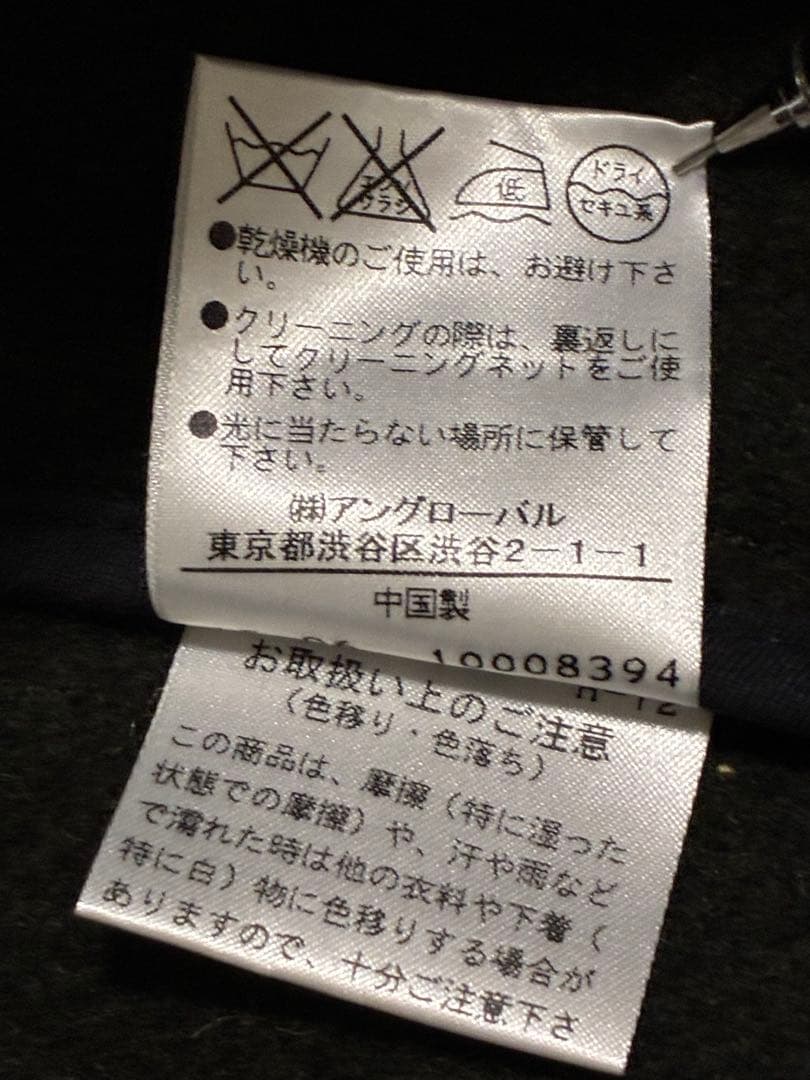 エンソ
サラシ
低
ドライ
セキユ系
●乾燥機のご使用は、お避け下さ
い。
●クリーニングの際は、裏返しに
してクリーニングネットをご使
用下さい。
●光に当たらない場所に保管して
下さい。
㈱アングローバル
東京都渋谷区渋谷2-1-1
中国製
10008394
H-12
お取扱い上のご注意
(色移り・色落ち)
この商品は、摩擦(特に湿った
状態での摩擦)や、汗や雨など
で濡れた時は他の衣料や下着(
特に白)物に色移りする場合が
ありますので、十分ご注意下さ